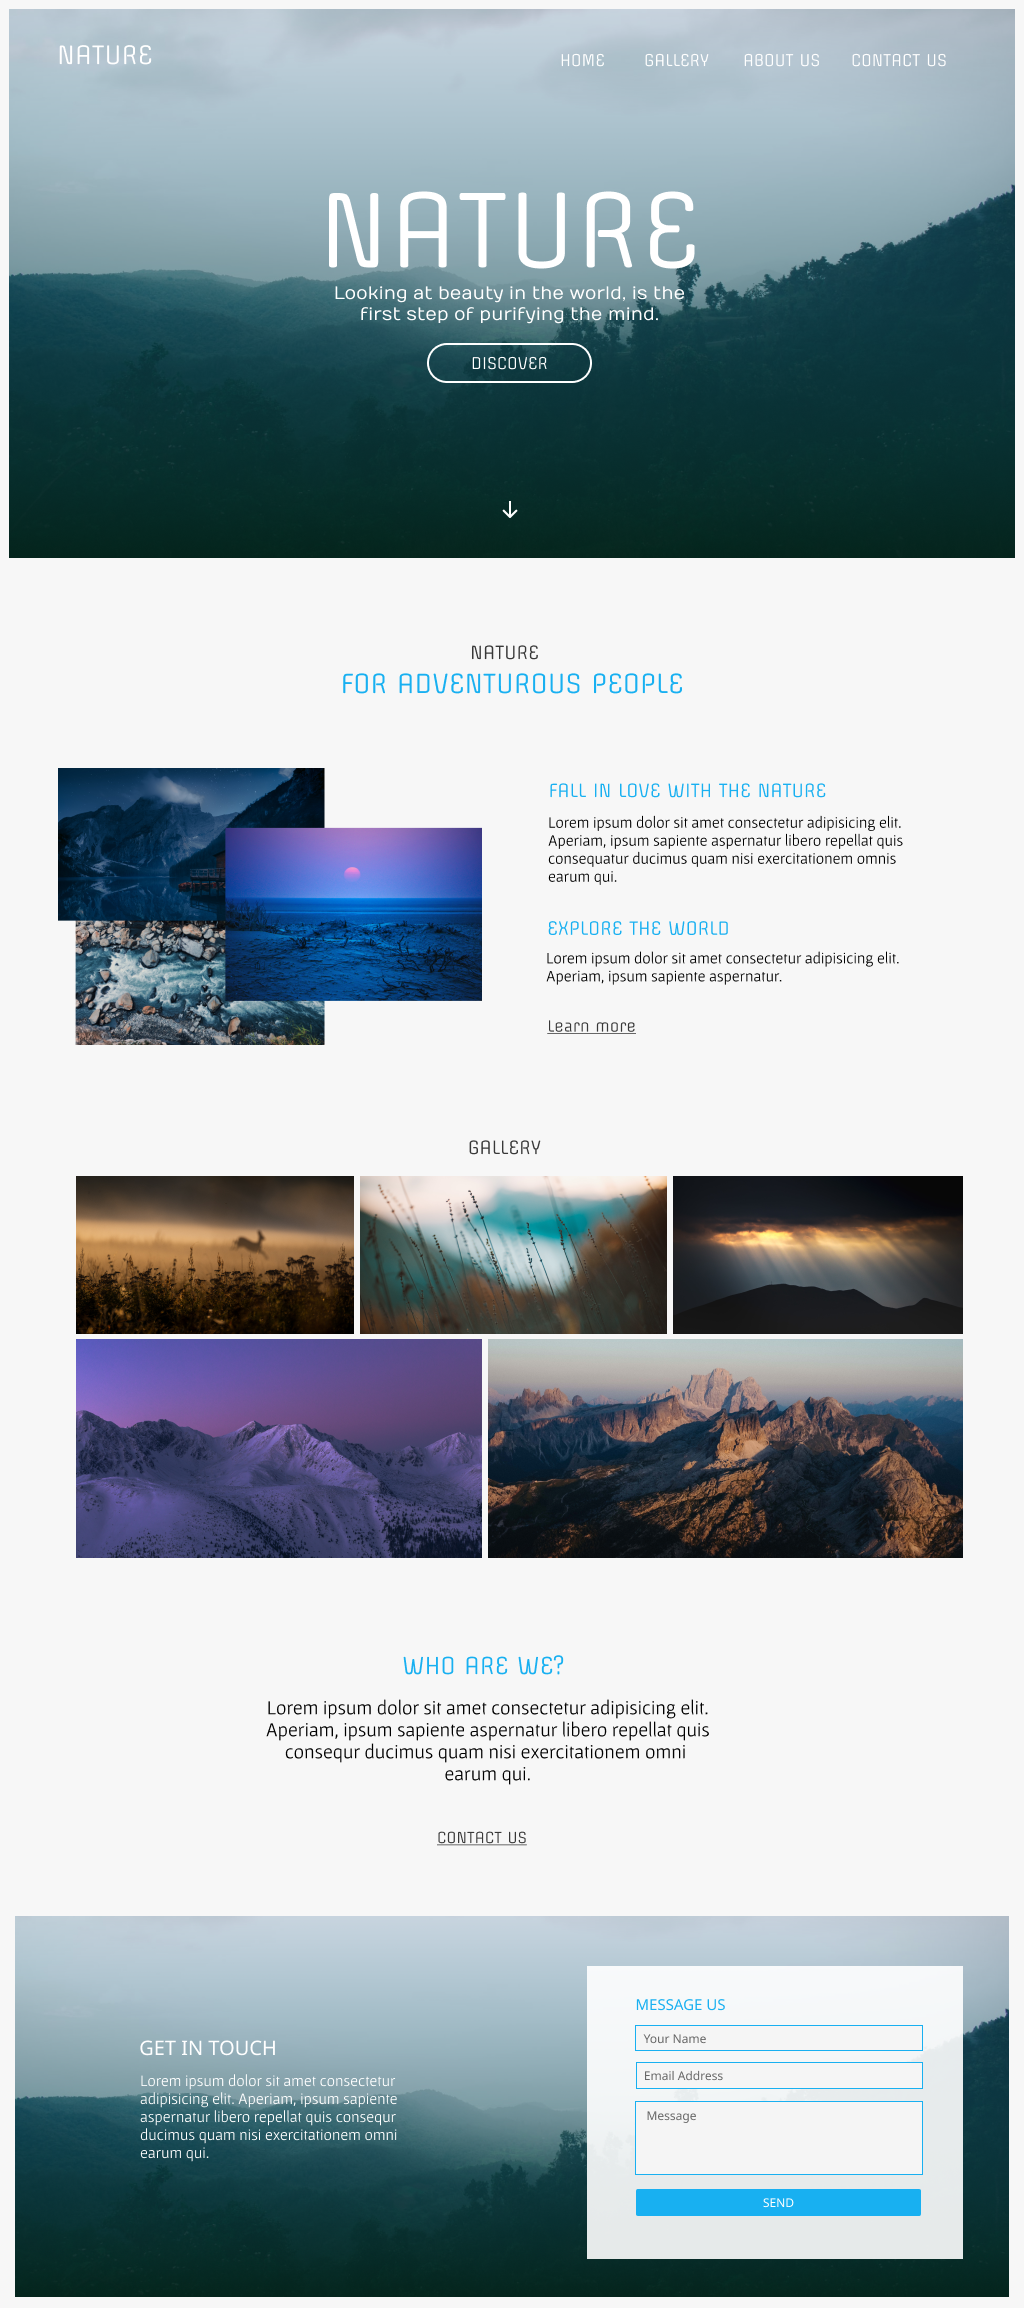 NATURE
HOME GALLERY ABOUT US CONTACT US
NATURE
Looking at beauty in the world, is the
first step of purifying the mind.
DISCOVER
NATURE
FOR ADVENTUROUS PEOPLE
FALL IN LOVE WITH THE NATURE
Lorem ipsum dolor sit amet consectetur adipisicing elit.
Aperiam, ipsum sapiente aspernatur libero repellat quis
consequatur ducimus quam nisi exercitationem omnis
earum qui.
EXPLORE THE WORLD
Lorem ipsum dolor sit amet consectetur adipisicing elit.
Aperiam, ipsum sapiente aspernatur.
Learn more
GALLERY
WHO ARE WE?
Lorem ipsum dolor sit amet consectetur adipisicing elit.
Aperiam, ipsum sapiente aspernatur libero repellat quis
consequr ducimus quam nisi exercitationem omni
earum qui.
CONTACT US
GET IN TOUCH
Lorem ipsum dolor sit amet consectetur
adipisicing elit. Aperiam, ipsum sapiente
aspernatur libero repellat quis consequr
ducimus quam nisi exercitationem omni
earum qui.
MESSAGE US
Your Name
Email Address
Message
SEND